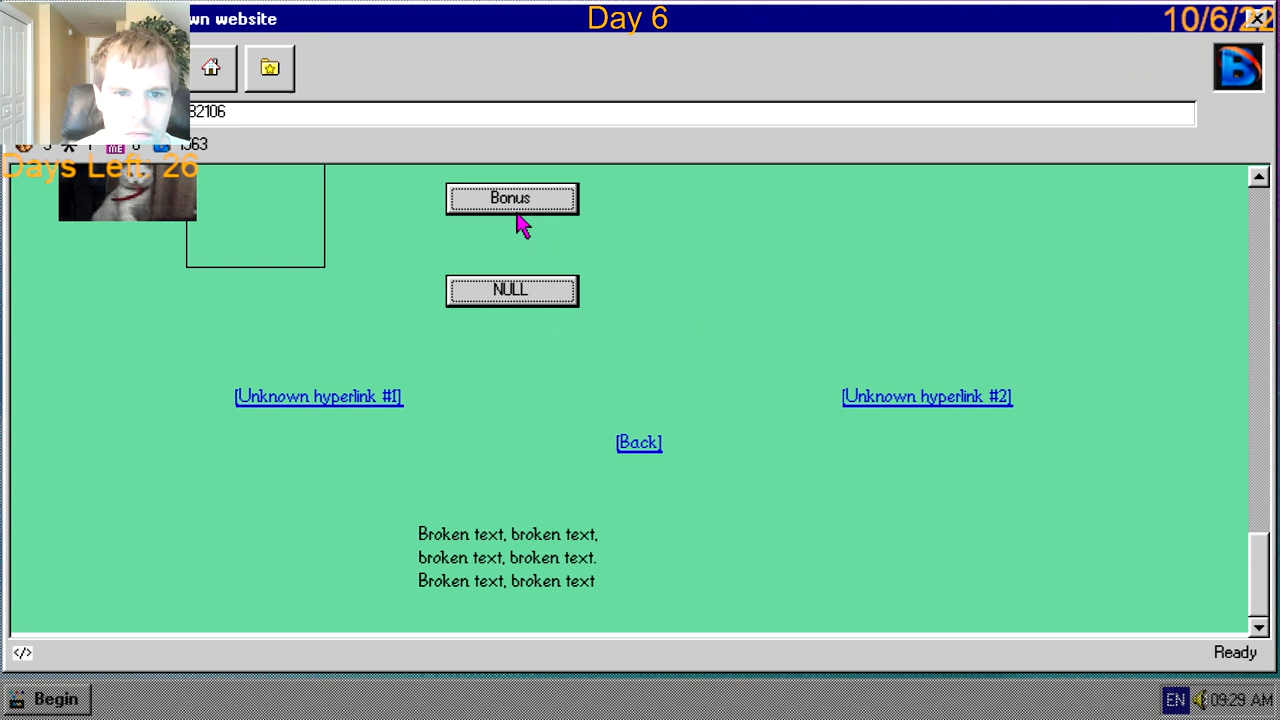 wn website
Day 6
10/6/22
B
82106
Days Left: 26
Bonus
NULL
[Unknown hyperlink #1]
[Unknown hyperlink #2]
[Back]
Broken text, broken text,
broken text, broken text.
Broken text, broken text
</>
Ready
Begin
EN
09:29 AM